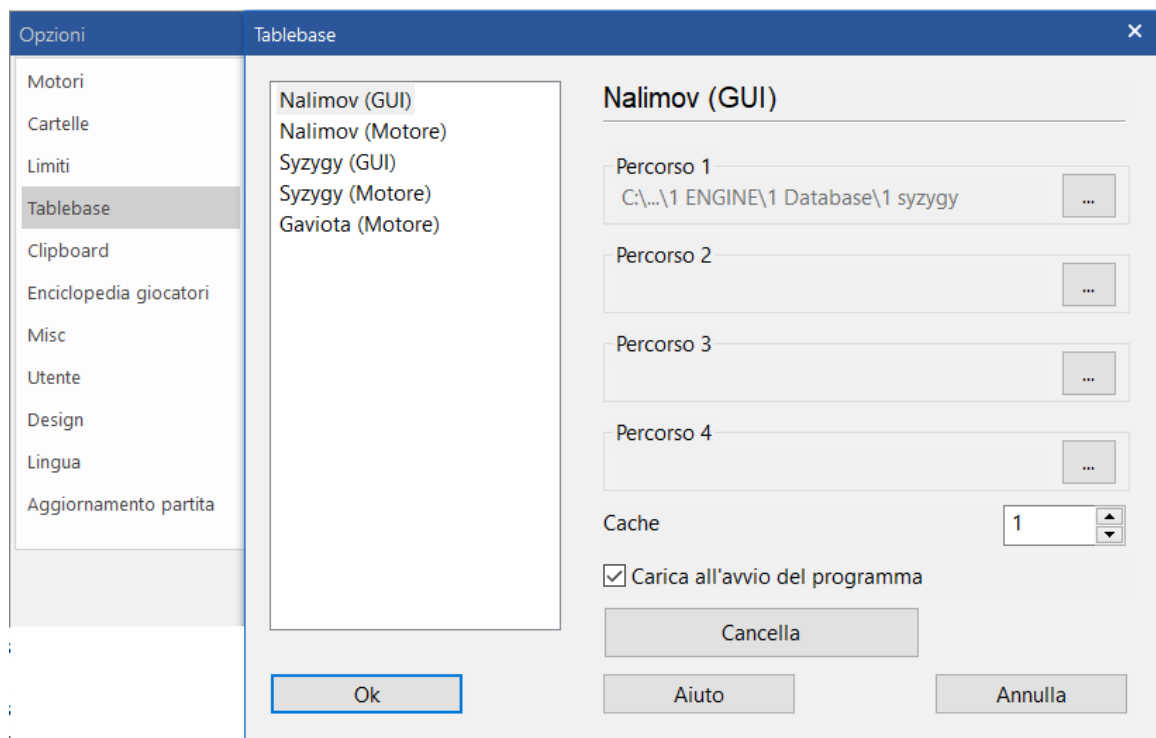 Opzioni
Motori
Cartelle
Limiti
Tablebase
Clipboard
Enciclopedia giocatori
Misc
Utente
Design
Lingua
Aggiornamento partita
Tablebase
Nalimov (GUI)
Nalimov (Motore)
Syzygy (GUI)
Syzygy (Motore)
Gaviota (Motore)
Nalimov (GUI)
Percorso 1
C:\...\1 ENGINE\1 Database\1 syzygy
...
Percorso 2
...
Percorso 3
...
Percorso 4
...
Cache
1
Carica all'avvio del programma
Cancella
Ok
Aiuto
Annulla